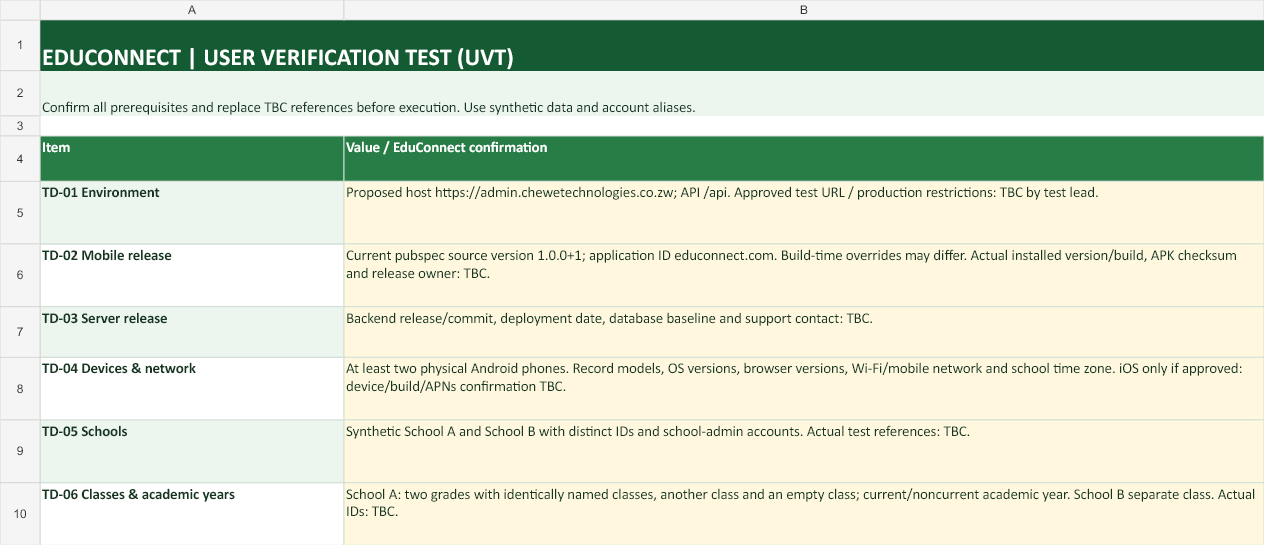 A
B
1
EDUCONNECT | USER VERIFICATION TEST (UVT)
2
Confirm all prerequisites and replace TBC references before execution. Use synthetic data and account aliases.
3
4
Item
Value / EduConnect confirmation
5
TD-01 Environment
Proposed host https://admin.chewetechnologies.co.zw; API /api. Approved test URL / production restrictions: TBC by test lead.
6
TD-02 Mobile release
Current pubspec source version 1.0.0+1; application ID educonnect.com. Build-time overrides may differ. Actual installed version/build, APK checksum
and release owner: TBC.
7
TD-03 Server release
Backend release/commit, deployment date, database baseline and support contact: TBC.
8
TD-04 Devices & network
At least two physical Android phones. Record models, OS versions, browser versions, Wi-Fi/mobile network and school time zone. iOS only if approved:
device/build/APNs confirmation TBC.
9
TD-05 Schools
Synthetic School A and School B with distinct IDs and school-admin accounts. Actual test references: TBC.
10
TD-06 Classes & academic years
School A: two grades with identically named classes, another class and an empty class; current/noncurrent academic year. School B separate class. Actual
IDs: TBC.